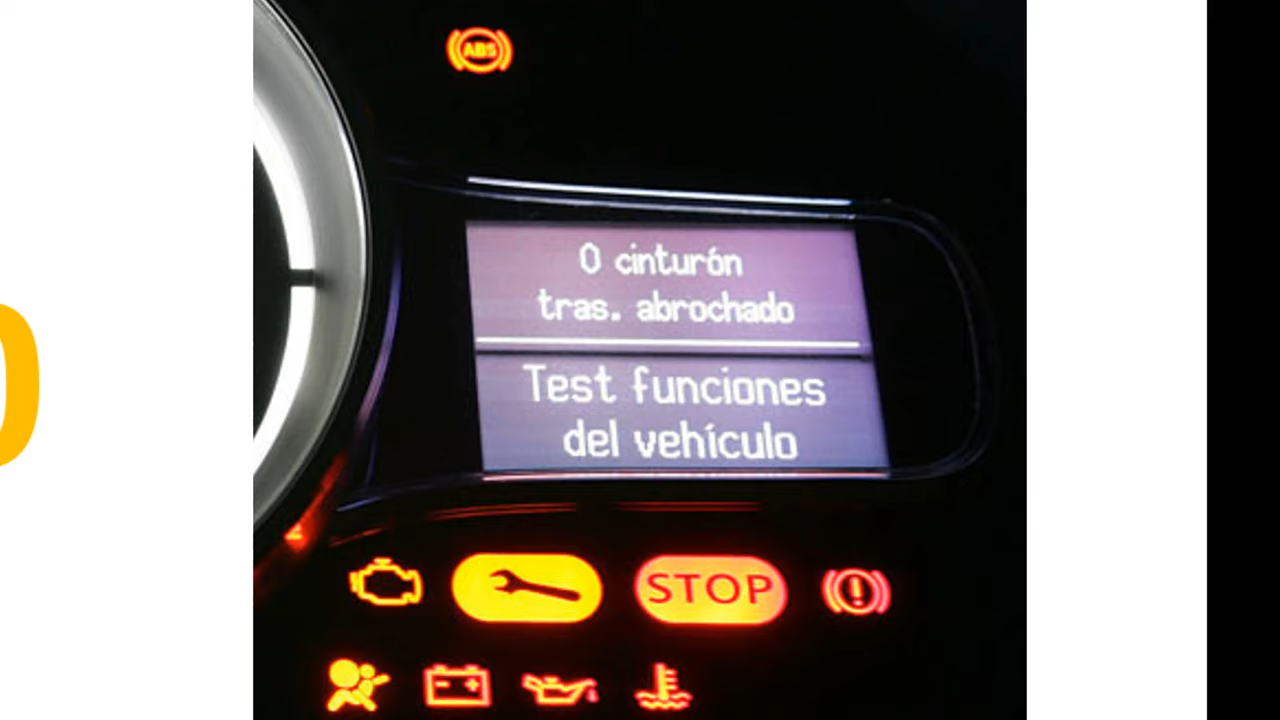 ABS
0 cinturón
tras. abrochado
Test funciones
del vehículo
STOP